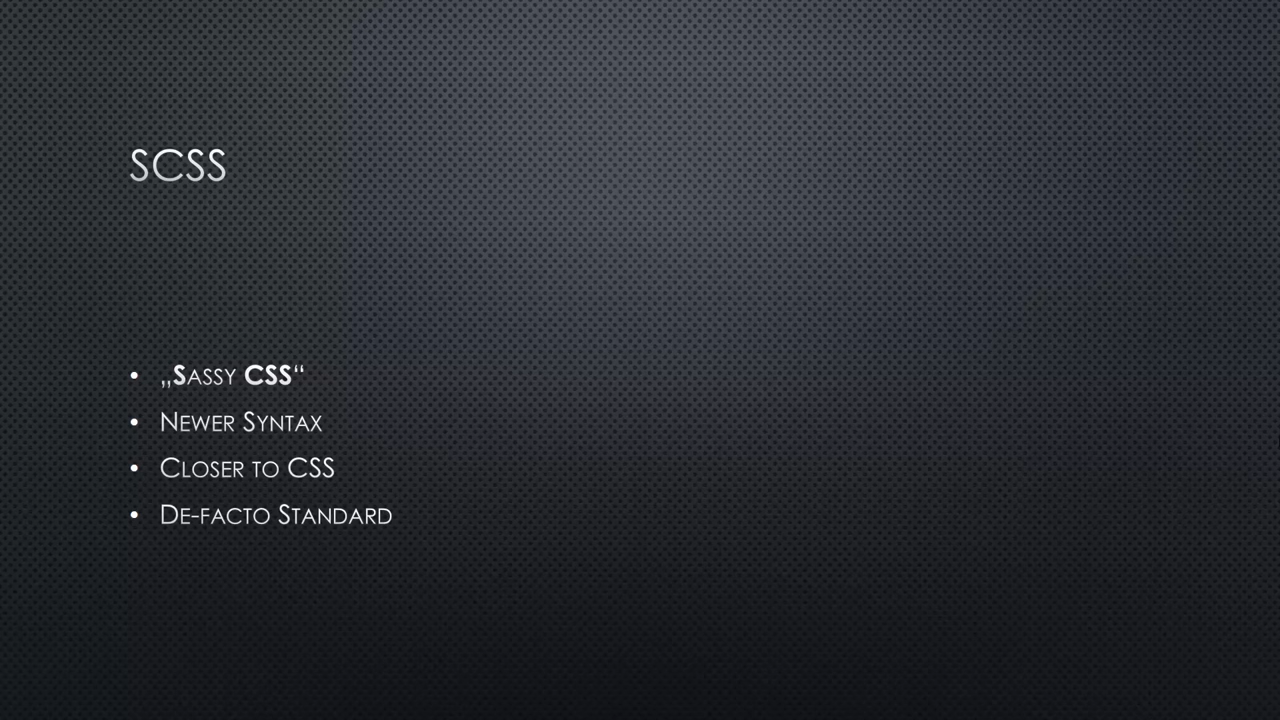 SCSS
• „Sassy CSS“
• Newer Syntax
• Closer to CSS
• De-facto Standard